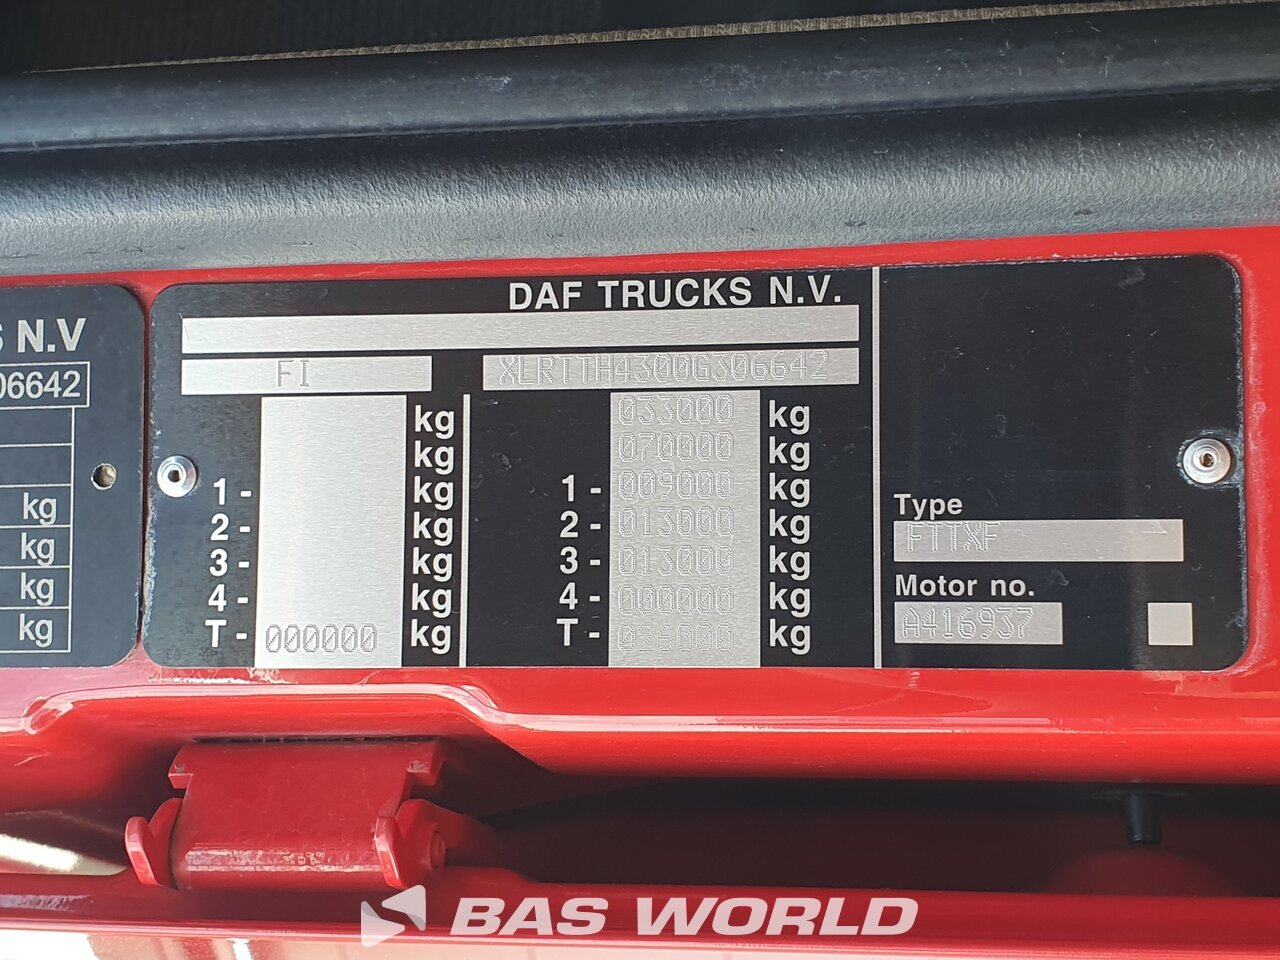 S N.V
06642
kg
kg
kg
kg
DAF TRUCKS N.V.
FI
XLRTTH4300G306642
kg 033000 kg
kg 070000 kg
1 - kg 1 - 009000 kg
2 - kg 2 - 013000 kg
3 - kg 3 - 013000 kg
4 - kg 4 - 000000 kg
T - 000000 kg T - 026000 kg
Type
FTTXF
Motor no.
A416937
BAS WORLD